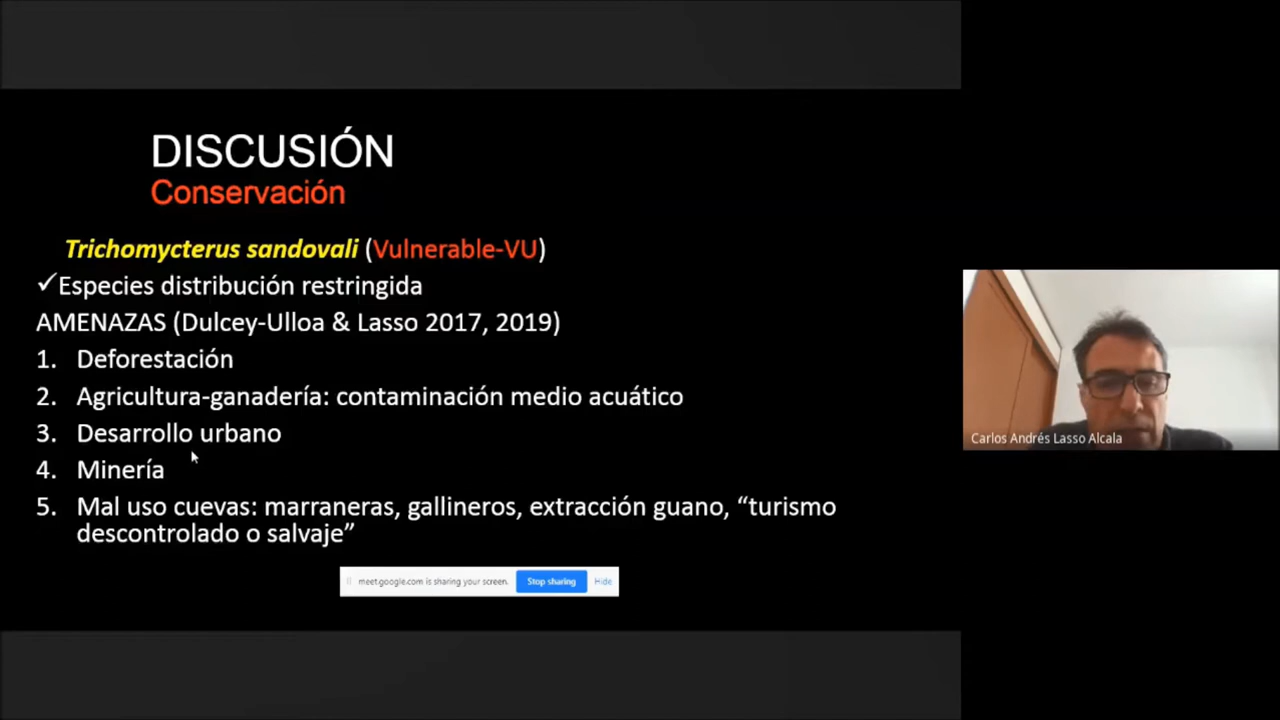 DISCUSIÓN
Conservación
Trichomycterus sandovali (Vulnerable-VU)
✓Especies distribución restringida
AMENAZAS (Dulcey-Ulloa & Lasso 2017, 2019)
1. Deforestación
2. Agricultura-ganadería: contaminación medio acuático
3. Desarrollo urbano
4. Minería
5. Mal uso cuevas: marraneras, gallineros, extracción guano, “turismo
descontrolado o salvaje”
meet.google.com is sharing your screen. Stop sharing Hide
Carlos Andrés Lasso Alcala